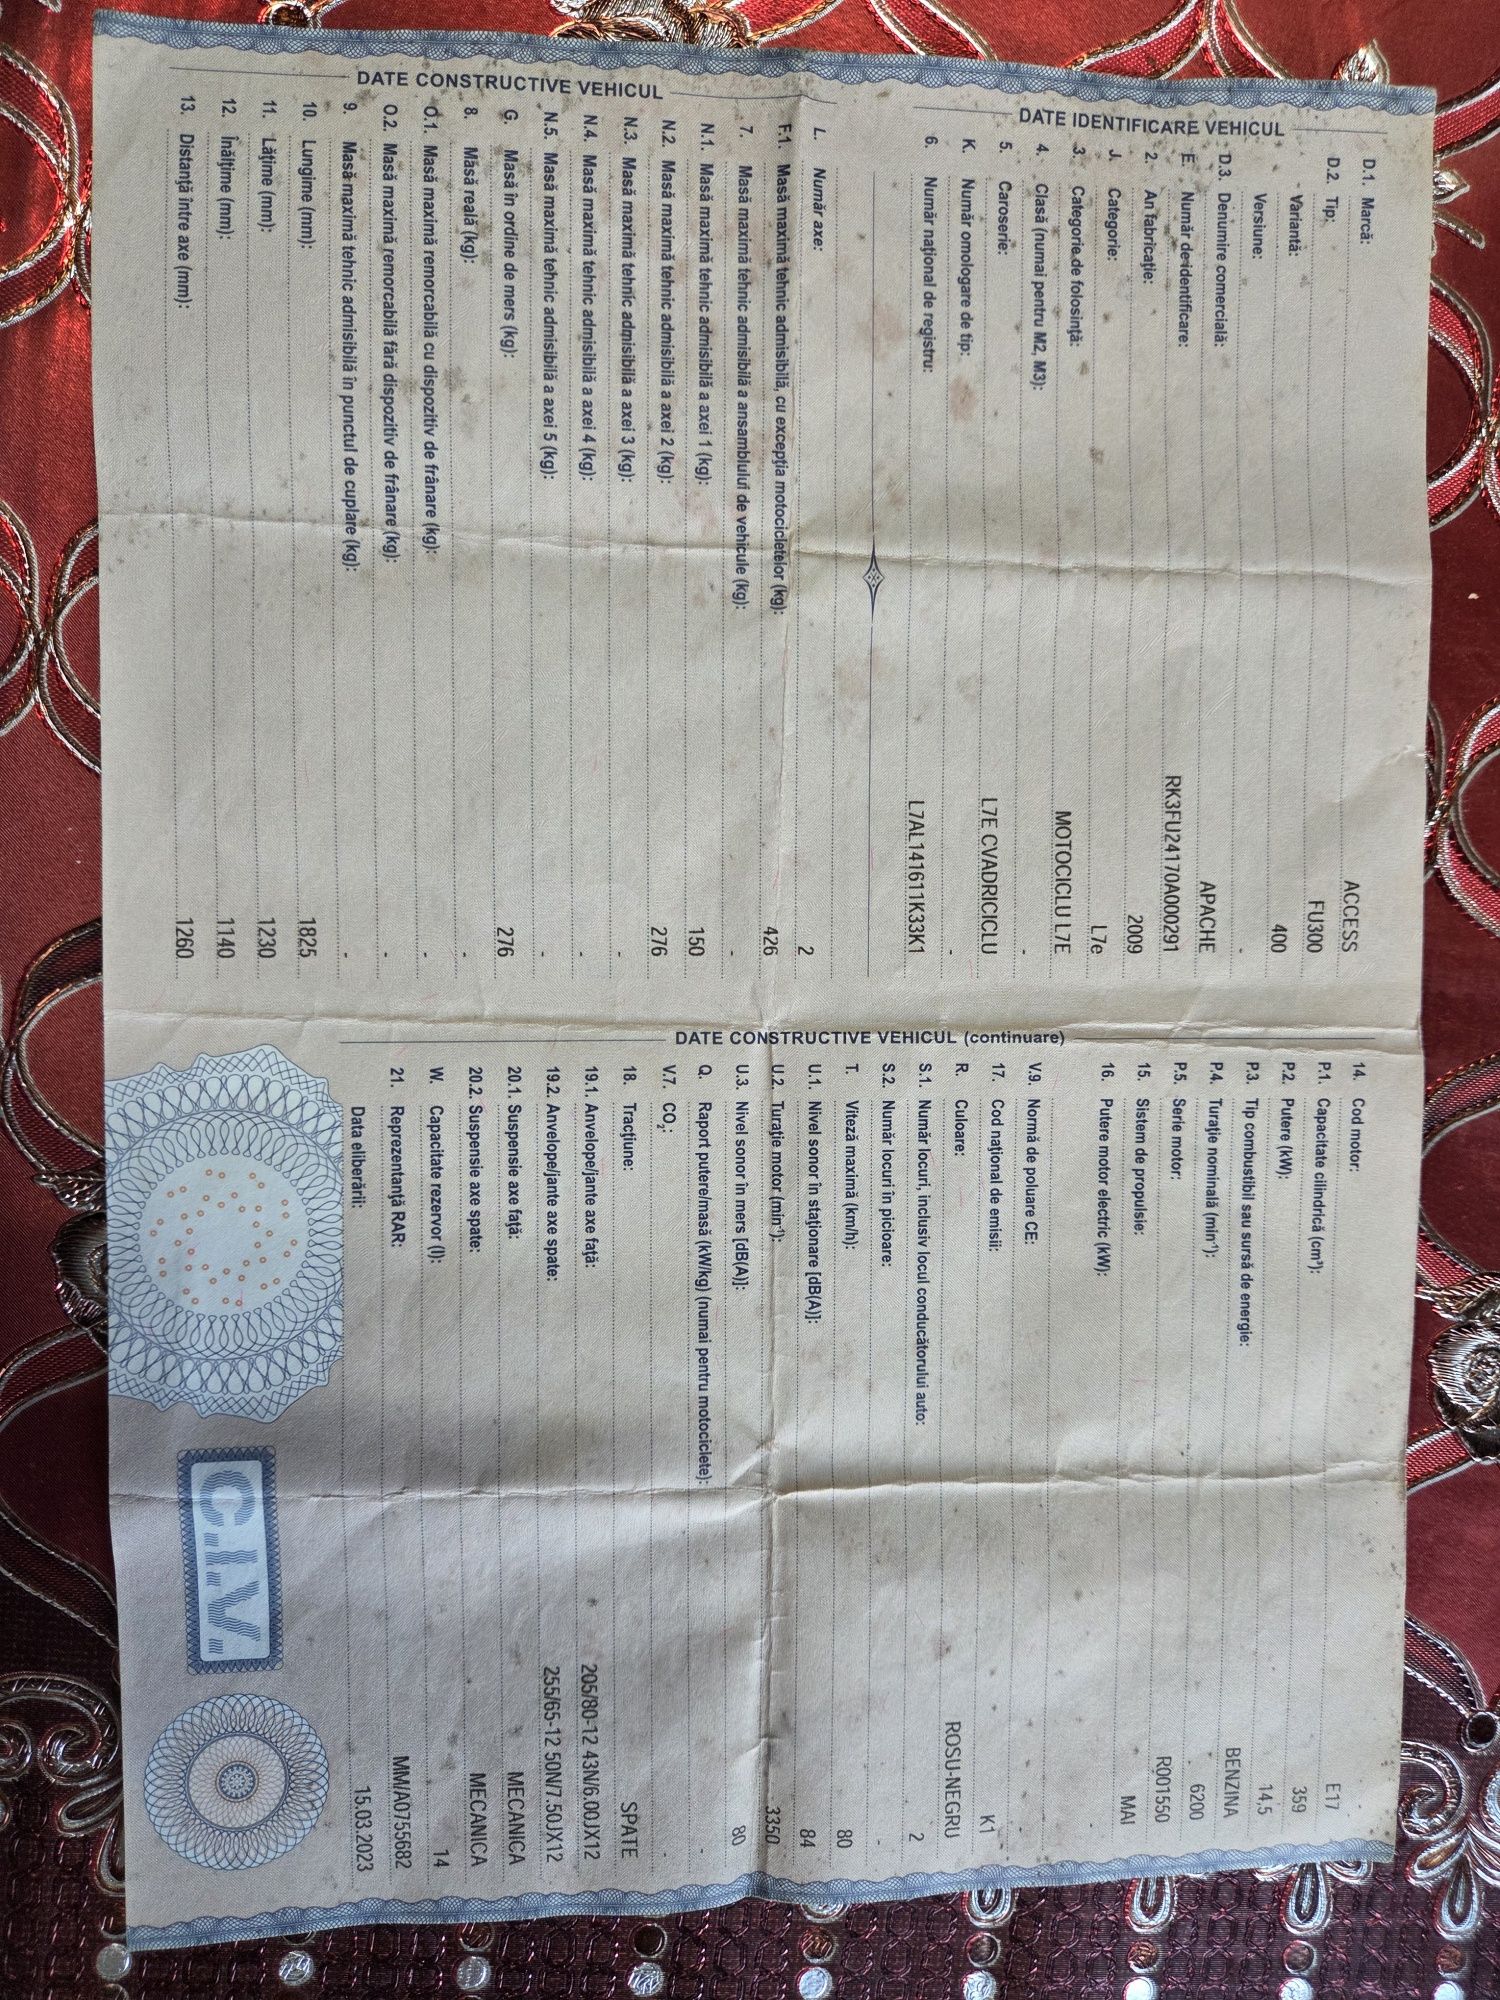 DATE IDENTIFICARE VEHICUL
D.1. Marcă: ACCESS
D.2. Tip: FU300
Variantă: 400
Versiune: -
D.3. Denumire comercială: APACHE
E. Număr de identificare: RK3FU24170A000291
2. An fabricație: 2009
J. Categorie: L7e
3. Categorie de folosință: MOTOCICLU L7E
4. Clasă (numai pentru M2, M3): -
5. Caroserie: L7E CVADRICICLU
K. Număr omologare de tip: -
6. Număr național de registru: L7AL141611K33K1
DATE CONSTRUCTIVE VEHICUL
L. Număr axe: 2
F.1. Masă maximă tehnic admisibilă, cu excepția motocicletelor (kg): 426
7. Masă maximă tehnic admisibilă a ansamblului de vehicule (kg): -
N.1. Masă maximă tehnic admisibilă a axei 1 (kg): 150
N.2. Masă maximă tehnic admisibilă a axei 2 (kg): 276
N.3. Masă maximă tehnic admisibilă a axei 3 (kg): -
N.4. Masă maximă tehnic admisibilă a axei 4 (kg): -
N.5. Masă maximă tehnic admisibilă a axei 5 (kg): -
G. Masă în ordine de mers (kg): 276
8. Masă reală (kg): -
O.1. Masă maximă remorcabilă cu dispozitiv de frânare (kg): -
O.2. Masă maximă remorcabilă fără dispozitiv de frânare (kg): -
9. Masă maximă tehnic admisibilă în punctul de cuplare (kg): -
10. Lungime (mm): 1825
11. Lățime (mm): 1230
12. Înălțime (mm): 1140
13. Distanță între axe (mm): 1260
DATE CONSTRUCTIVE VEHICUL (continuare)
14. Cod motor: E17
P.1. Capacitate cilindrică (cm³): 359
P.2. Putere (kW): 14,5
P.3. Tip combustibil sau sursă de energie: BENZINA
P.4. Turație nominală (min⁻¹): 6200
P.5. Serie motor: R001550
15. Sistem de propulsie: MAI
16. Putere motor electric (kW):
V.9. Normă de poluare CE:
17. Cod național de emisii: K1
R. Culoare: ROSU-NEGRU
S.1. Număr locuri, inclusiv locul conducătorului auto: 2
S.2. Număr locuri în picioare: -
T. Viteză maximă (km/h): 80
U.1. Nivel sonor în staționare [dB(A)]: 84
U.2. Turație motor (min⁻¹): 3350
U.3. Nivel sonor în mers [dB(A)]: 80
Q. Raport putere/masă (kW/kg) (numai pentru motociclete): -
V.7. CO₂: -
18. Tracțiune: SPATE
19.1. Anvelope/jante axe față: 205/80-12 43N/6.00JX12
19.2. Anvelope/jante axe spate: 255/65-12 50N/7.50JX12
20.1. Suspensie axe față: MECANICA
20.2. Suspensie axe spate: MECANICA
W. Capacitate rezervor (l): 14
21. Reprezentanță RAR: MM/A0755682
Data eliberării: 15.03.2023
C.I.V.